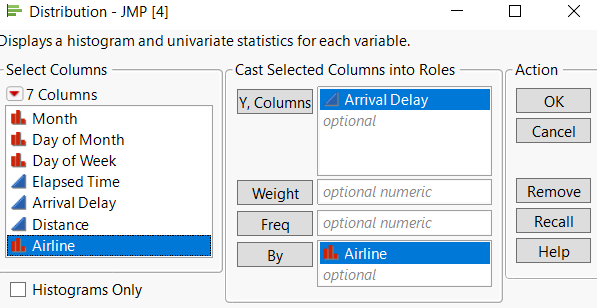 Distribution - JMP [4]
Displays a histogram and univariate statistics for each variable.
Select Columns
7 Columns
Month
Day of Month
Day of Week
Elapsed Time
Arrival Delay
Distance
Airline
Histograms Only
Cast Selected Columns into Roles
Y, Columns
Arrival Delay
optional
Weight
optional numeric
Freq
optional numeric
By
Airline
optional
Action
OK
Cancel
Remove
Recall
Help